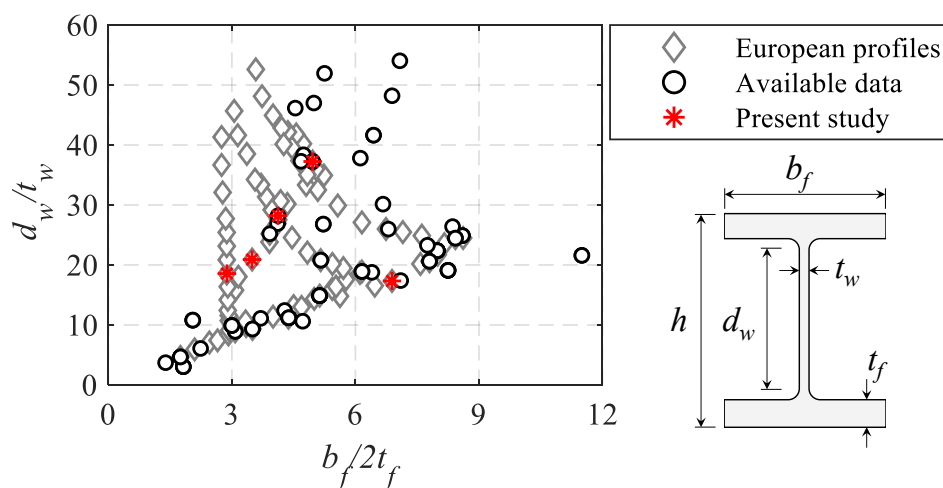 60
50
40
30
20
10
0
0 3 6 9 12
d_w/t_w
b_f/2t_f
European profiles
Available data
Present study
b_f
t_w
h
d_w
t_f